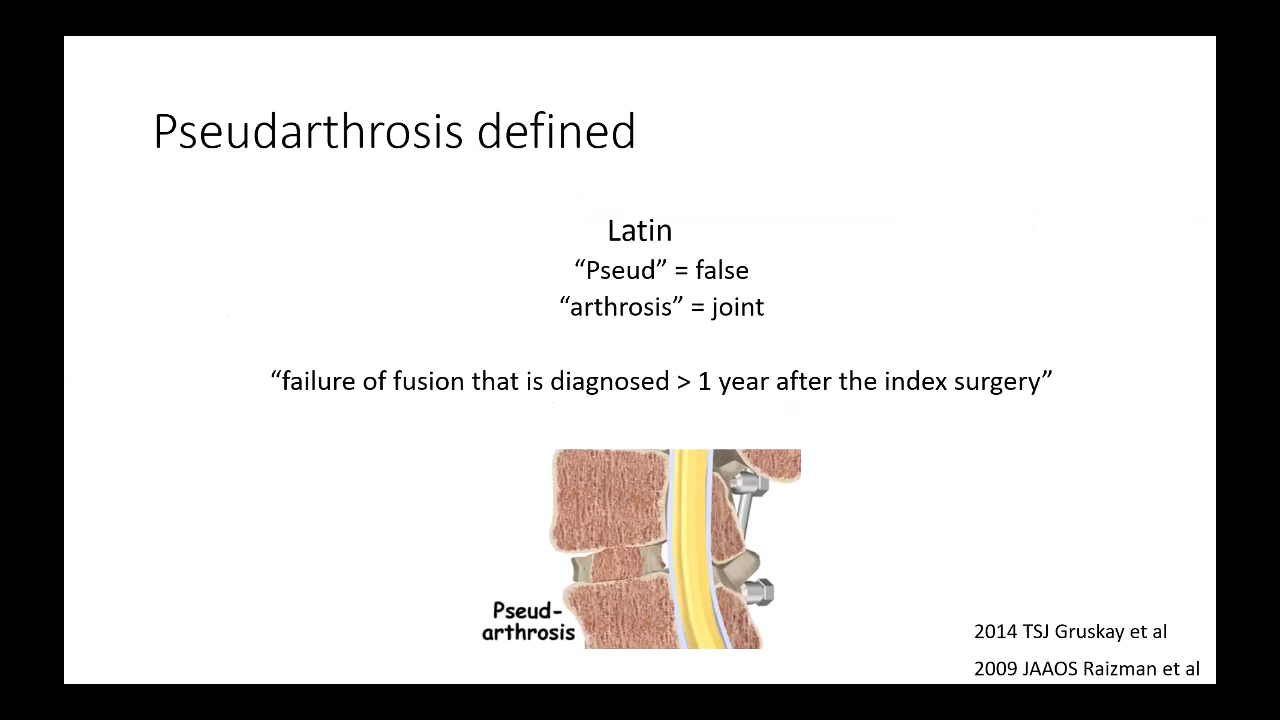 Pseudarthrosis defined
Latin
“Pseud” = false
“arthrosis” = joint
“failure of fusion that is diagnosed > 1 year after the index surgery”
Pseud-
arthrosis
2014 TSJ Gruskay et al
2009 JAAOS Raizman et al